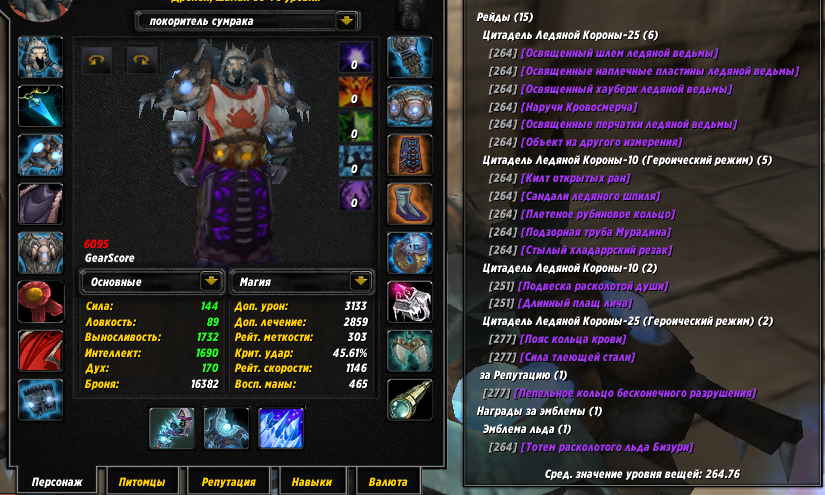 покоритель сумрака
0
0
0
0
0
6095
GearScore
Основные
Магия
Сила: 144
Ловкость: 89
Выносливость: 1732
Интеллект: 1690
Дух: 170
Броня: 16382
Доп. урон: 3133
Доп. лечение: 2859
Рейт. меткости: 303
Крит. удар: 45.61%
Рейт. скорости: 1146
Восп. маны: 465
Персонаж
Питомцы
Репутация
Навыки
Валюта
Рейды (15)
Цитадель Ледяной Короны-25 (6)
[264] [Освященный шлем ледяной ведьмы]
[264] [Освященные наплечные пластины ледяной ведьмы]
[264] [Освященный хауберк ледяной ведьмы]
[264] [Наручи Кровосмерча]
[264] [Освященные перчатки ледяной ведьмы]
[264] [Объект из другого измерения]
Цитадель Ледяной Короны-10 (Героический режим) (5)
[264] [Килт открытых ран]
[264] [Сандали ледяного шпиля]
[264] [Плетеное рубиновое кольцо]
[264] [Подзорная труба Мурадина]
[264] [Стылый хладаррский резак]
Цитадель Ледяной Короны-10 (2)
[251] [Подвеска расколотой души]
[251] [Длинный плащ лича]
Цитадель Ледяной Короны-25 (Героический режим) (2)
[277] [Пояс кольца крови]
[277] [Сила тлеющей стали]
за Репутацию (1)
[277] [Пепельное кольцо бесконечного разрушения]
Награды за эмблемы (1)
Эмблема льда (1)
[264] [Тотем расколотого льда Бизури]
Сред. значение уровня вещей: 264.76